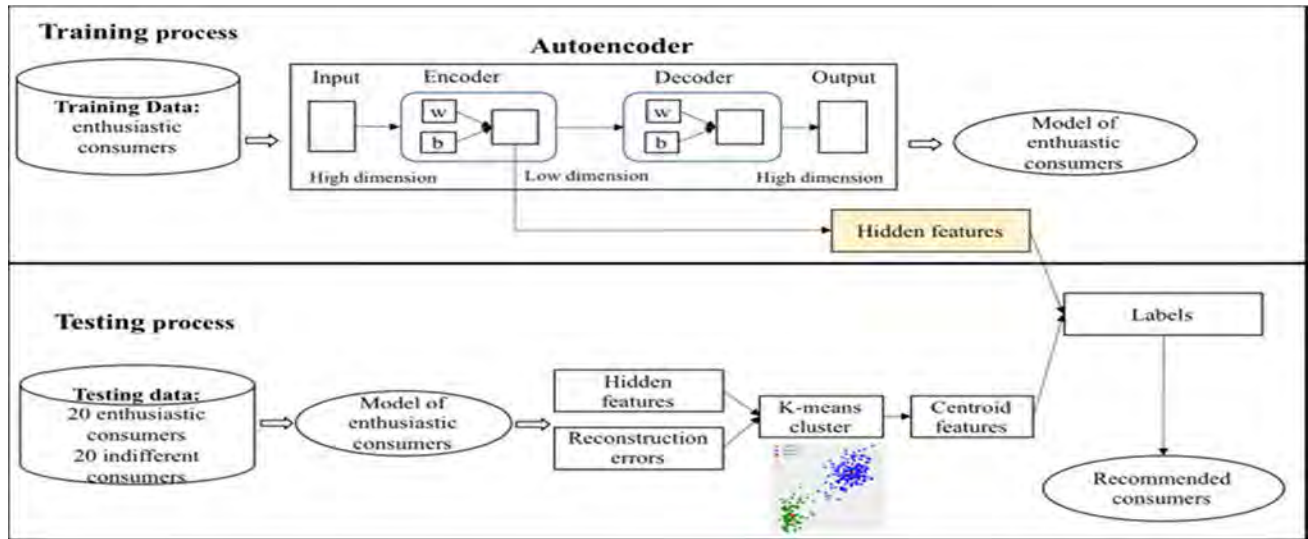 Training process
Training Data:
enthusiastic
consumers
Autoencoder
Input
Encoder
Decoder
Output
w
b
w
b
High dimension
Low dimension
High dimension
Model of
enthuastic
consumers
Hidden features
Testing process
Testing data:
20 enthusiastic
consumers
20 indifferent
consumers
Model of
enthusiastic
consumers
Hidden
features
Reconstruction
errors
K-means
cluster
Centroid
features
Labels
Recommended
consumers